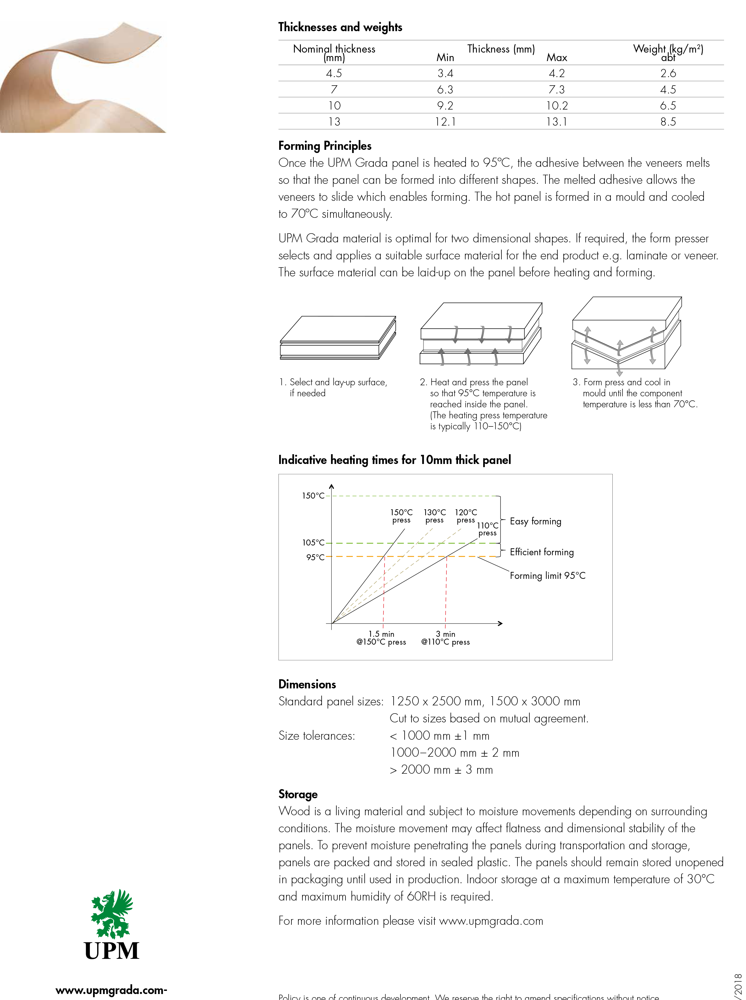 Thicknesses and weights
Nominal thickness (mm) Thickness (mm) Weight (kg/m²)
Min Max abt
4.5 3.4 4.2 2.6
7 6.3 7.3 4.5
10 9.2 10.2 6.5
13 12.1 13.1 8.5
Forming Principles
Once the UPM Grada panel is heated to 95°C, the adhesive between the veneers melts
so that the panel can be formed into different shapes. The melted adhesive allows the
veneers to slide which enables forming. The hot panel is formed in a mould and cooled
to 70°C simultaneously.
UPM Grada material is optimal for two dimensional shapes. If required, the form presser
selects and applies a suitable surface material for the end product e.g. laminate or veneer.
The surface material can be laid-up on the panel before heating and forming.
1. Select and lay-up surface,
if needed
2. Heat and press the panel
so that 95°C temperature is
reached inside the panel.
(The heating press temperature
is typically 110–150°C)
3. Form press and cool in
mould until the component
temperature is less than 70°C.
Indicative heating times for 10mm thick panel
150°C
105°C
95°C
150°C
press
130°C
press
120°C
press
110°C
press
Easy forming
Efficient forming
Forming limit 95°C
1.5 min
@150°C press
3 min
@110°C press
Dimensions
Standard panel sizes: 1250 x 2500 mm, 1500 x 3000 mm
Cut to sizes based on mutual agreement.
Size tolerances: < 1000 mm ±1 mm
1000–2000 mm ± 2 mm
> 2000 mm ± 3 mm
Storage
Wood is a living material and subject to moisture movements depending on surrounding
conditions. The moisture movement may affect flatness and dimensional stability of the
panels. To prevent moisture penetrating the panels during transportation and storage,
panels are packed and stored in sealed plastic. The panels should remain stored unopened
in packaging until used in production. Indoor storage at a maximum temperature of 30°C
and maximum humidity of 60RH is required.
For more information please visit www.upmgrada.com
UPM
www.upmgrada.com-
Policy is one of continuous development. We reserve the right to amend specifications without notice
/2018